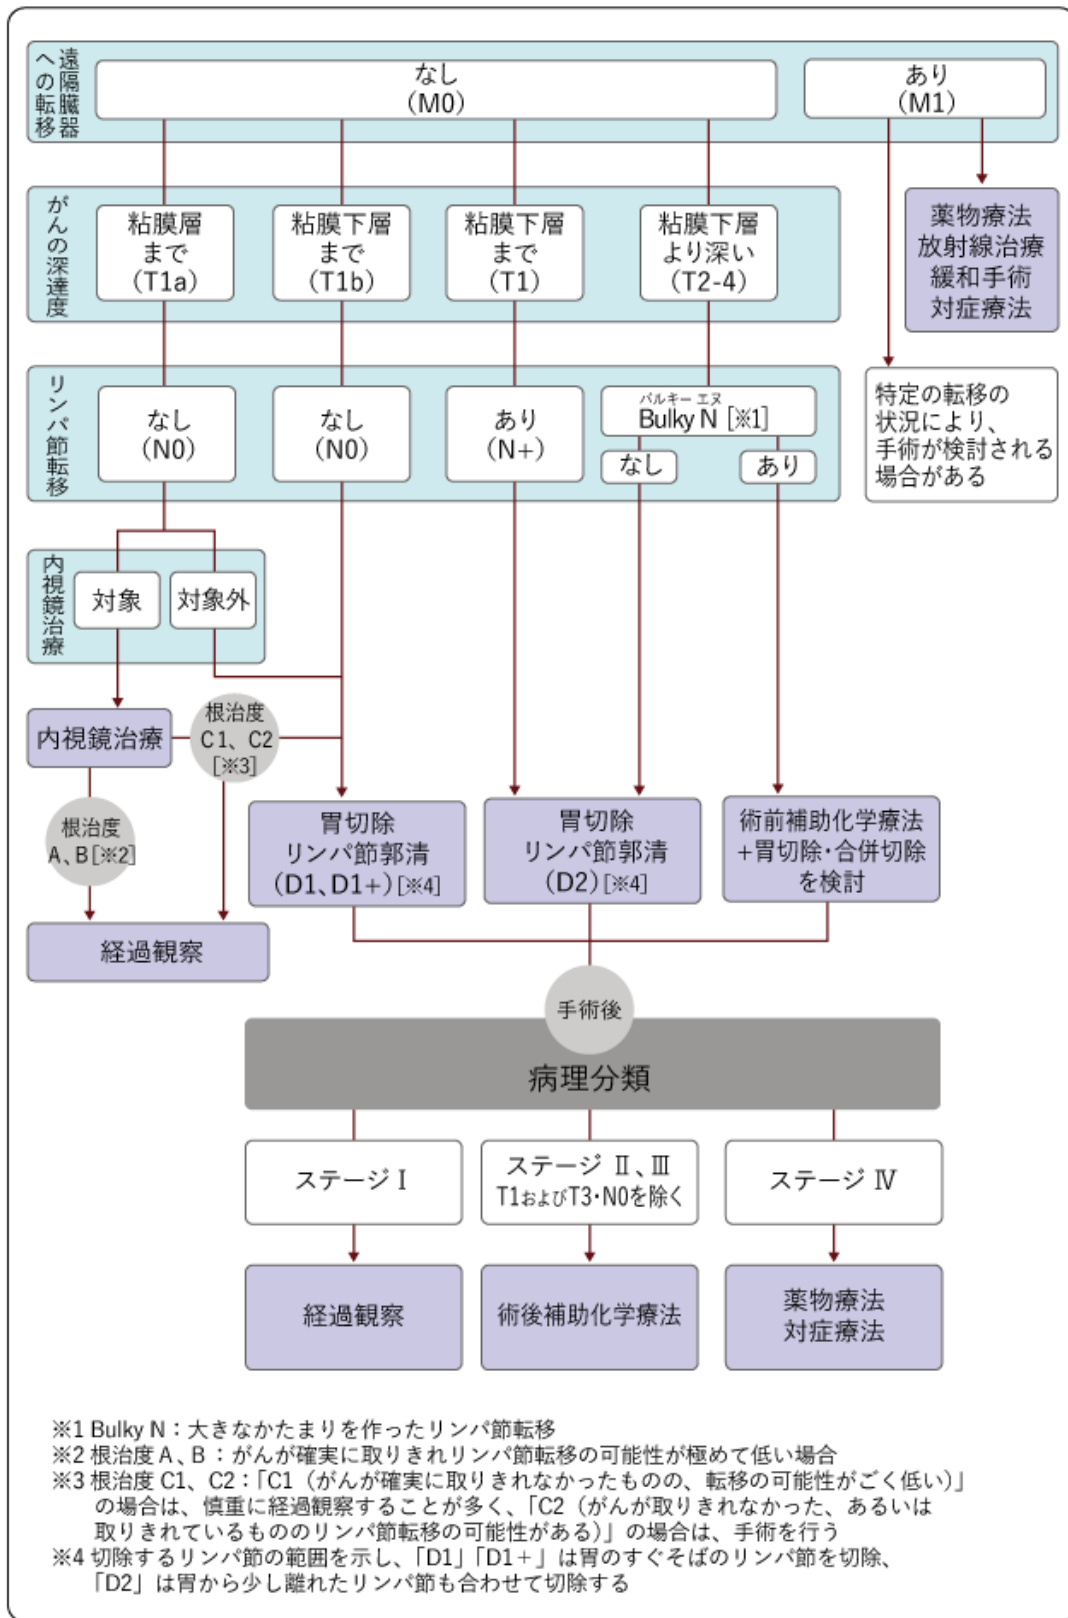 遠隔臓器
への転移
なし
（M0）
あり
（M1）
がんの深達度
粘膜層
まで
（T1a）
粘膜下層
まで
（T1b）
粘膜下層
まで
（T1）
粘膜下層
より深い
（T2-4）
薬物療法
放射線治療
緩和手術
対症療法
リンパ節転移
なし
（N0）
なし
（N0）
あり
（N+）
バルキー エヌ
Bulky N［※1］
なし
あり
特定の転移の
状況により、
手術が検討される
場合がある
内視鏡治療
対象
対象外
内視鏡治療
根治度
C1、C2
［※3］
根治度
A、B［※2］
経過観察
胃切除
リンパ節郭清
（D1、D1+）［※4］
胃切除
リンパ節郭清
（D2）［※4］
術前補助化学療法
+胃切除・合併切除
を検討
手術後
病理分類
ステージ Ⅰ
ステージ Ⅱ、Ⅲ
T1およびT3・N0を除く
ステージ Ⅳ
経過観察
術後補助化学療法
薬物療法
対症療法
※1 Bulky N：大きなかたまりを作ったリンパ節転移
※2 根治度 A、B：がんが確実に取りきれリンパ節転移の可能性が極めて低い場合
※3 根治度 C1、C2：「C1（がんが確実に取りきれなかったものの、転移の可能性がごく低い）」
の場合は、慎重に経過観察することが多く、「C2（がんが取りきれなかった、あるいは
取りきれているもののリンパ節転移の可能性がある）」の場合は、手術を行う
※4 切除するリンパ節の範囲を示し、「D1」「D1＋」は胃のすぐそばのリンパ節を切除、
「D2」は胃から少し離れたリンパ節も合わせて切除する